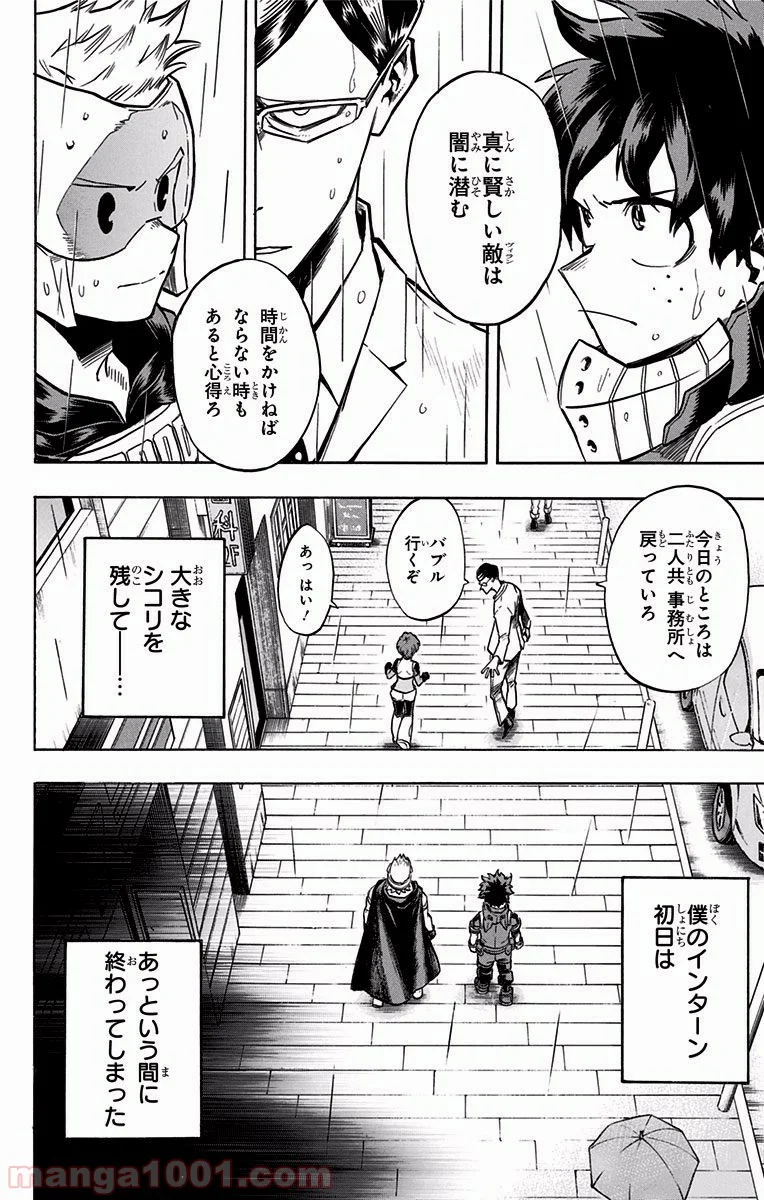 真に賢しい敵は
闇に潜む
時間をかけねば
ならない時も
あると心得ろ
今日のところは
二人共 事務所へ
戻っていろ
バブル
行くぞ
あっ はい!
大きな
シコリを
残して——…
僕のインターン
初日は
あっという間に
終わってしまった
manga1001.com